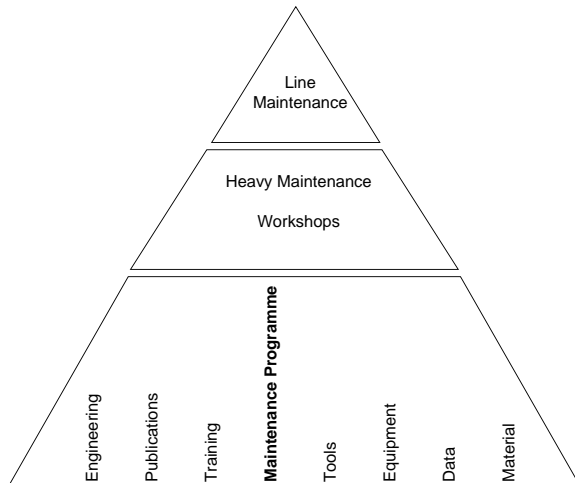 Line
Maintenance
Heavy Maintenance
Workshops
Engineering
Publications
Training
Maintenance Programme
Tools
Equipment
Data
Material